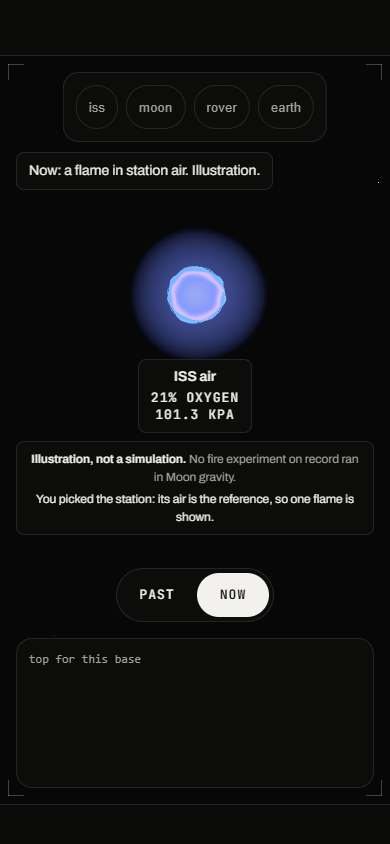 iss
moon
rover
earth
Now: a flame in station air. Illustration.
ISS air
21% OXYGEN
101.3 KPA
Illustration, not a simulation. No fire experiment on record ran
in Moon gravity.
You picked the station: its air is the reference, so one flame is
shown.
PAST
NOW
top for this base